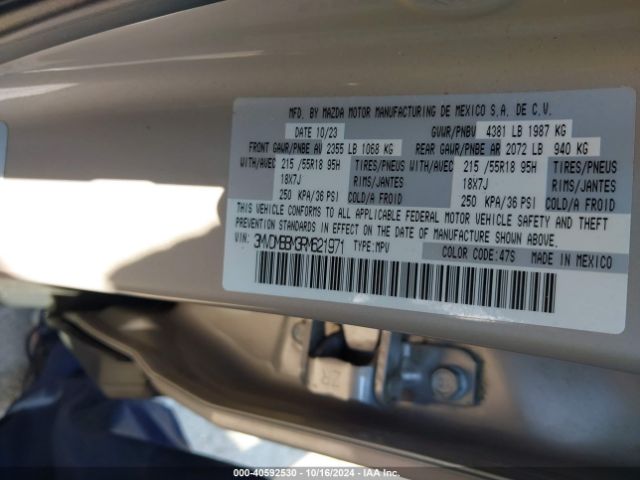 MFD. BY MAZDA MOTOR MANUFACTURING DE MEXICO S.A. DE C.V.
DATE 10/23 GVWR/PNBV 4381 LB 1987 KG
FRONT GAWR/PNBE AV 2355 LB 1068 KG REAR GAWR/PNBE AR 2072 LB 940 KG
WITH/AVEC 215 /55R18 95H TIRES/PNEUS WITH/AVEC 215 /55R18 95H TIRES/PNEUS
18X7J RIMS/JANTES 18X7J RIMS/JANTES
250 KPA/36 PSI COLD/A FROID 250 KPA/36 PSI COLD/A FROID
THIS VEHICLE CONFORMS TO ALL APPLICABLE FEDERAL MOTOR VEHICLE SAFETY AND THEFT
PREVENTION STANDARDS IN EFFECT ON THE DATE OF MANUFACTURE SHOWN ABOVE.
VIN: 3MVDMBBM3RM621971 TYPE:MPV COLOR CODE:47S MADE IN MEXICO
ZR
000-40592530 - 10/16/2024 - IAA Inc.